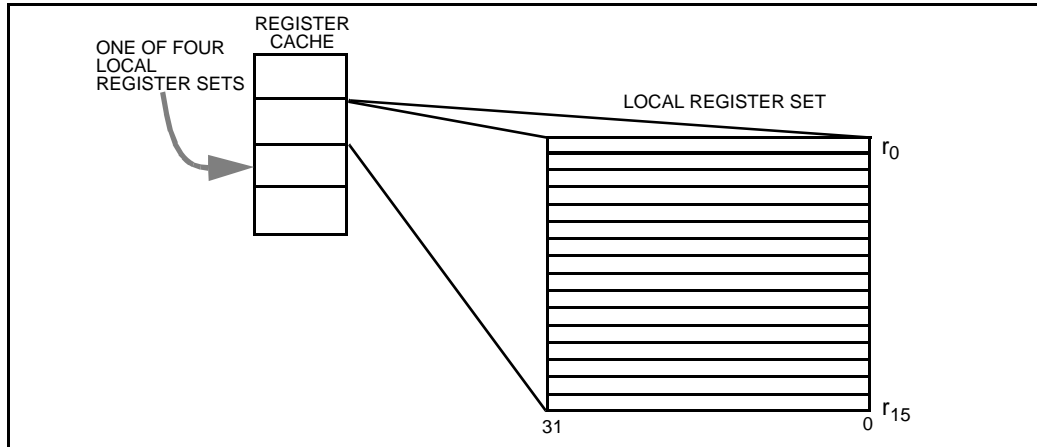 REGISTER
CACHE
ONE OF FOUR
LOCAL
REGISTER SETS
LOCAL REGISTER SET
r0
r15
31
0